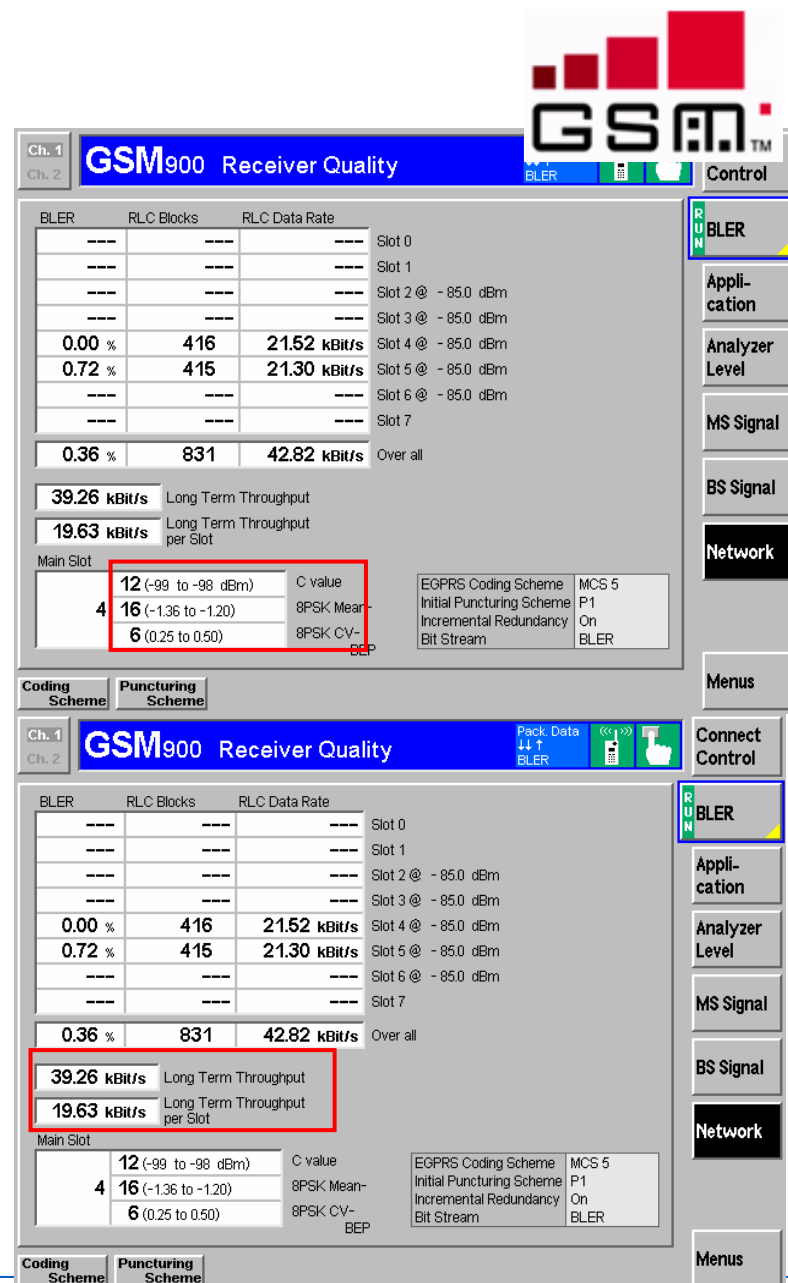 GSM TM
Ch. 1
Ch. 2
GSM900 Receiver Quality
BLER
Control
BLER RLC Blocks RLC Data Rate
--- --- --- Slot 0
--- --- --- Slot 1
--- --- --- Slot 2 @ - 85.0 dBm
--- --- --- Slot 3 @ - 85.0 dBm
0.00 % 416 21.52 kBit/s Slot 4 @ - 85.0 dBm
0.72 % 415 21.30 kBit/s Slot 5 @ - 85.0 dBm
--- --- --- Slot 6 @ - 85.0 dBm
--- --- --- Slot 7
0.36 % 831 42.82 kBit/s Over all
39.26 kBit/s Long Term Throughput
19.63 kBit/s Long Term Throughput
per Slot
Main Slot
4
12 (-99 to -98 dBm) C value
16 (-1.36 to -1.20) 8PSK Mean-
6 (0.25 to 0.50) 8PSK CV-
BEP
EGPRS Coding Scheme MCS 5
Initial Puncturing Scheme P1
Incremental Redundancy On
Bit Stream BLER
RUN
BLER
Appli-
cation
Analyzer
Level
MS Signal
BS Signal
Network
Menus
Coding
Scheme
Puncturing
Scheme
Ch. 1
Ch. 2
GSM900 Receiver Quality
Pack. Data
↓↓ ↑
BLER
Connect
Control
BLER RLC Blocks RLC Data Rate
--- --- --- Slot 0
--- --- --- Slot 1
--- --- --- Slot 2 @ - 85.0 dBm
--- --- --- Slot 3 @ - 85.0 dBm
0.00 % 416 21.52 kBit/s Slot 4 @ - 85.0 dBm
0.72 % 415 21.30 kBit/s Slot 5 @ - 85.0 dBm
--- --- --- Slot 6 @ - 85.0 dBm
--- --- --- Slot 7
0.36 % 831 42.82 kBit/s Over all
39.26 kBit/s Long Term Throughput
19.63 kBit/s Long Term Throughput
per Slot
Main Slot
4
12 (-99 to -98 dBm) C value
16 (-1.36 to -1.20) 8PSK Mean-
6 (0.25 to 0.50) 8PSK CV-
BEP
EGPRS Coding Scheme MCS 5
Initial Puncturing Scheme P1
Incremental Redundancy On
Bit Stream BLER
RUN
BLER
Appli-
cation
Analyzer
Level
MS Signal
BS Signal
Network
Menus
Coding
Scheme
Puncturing
Scheme